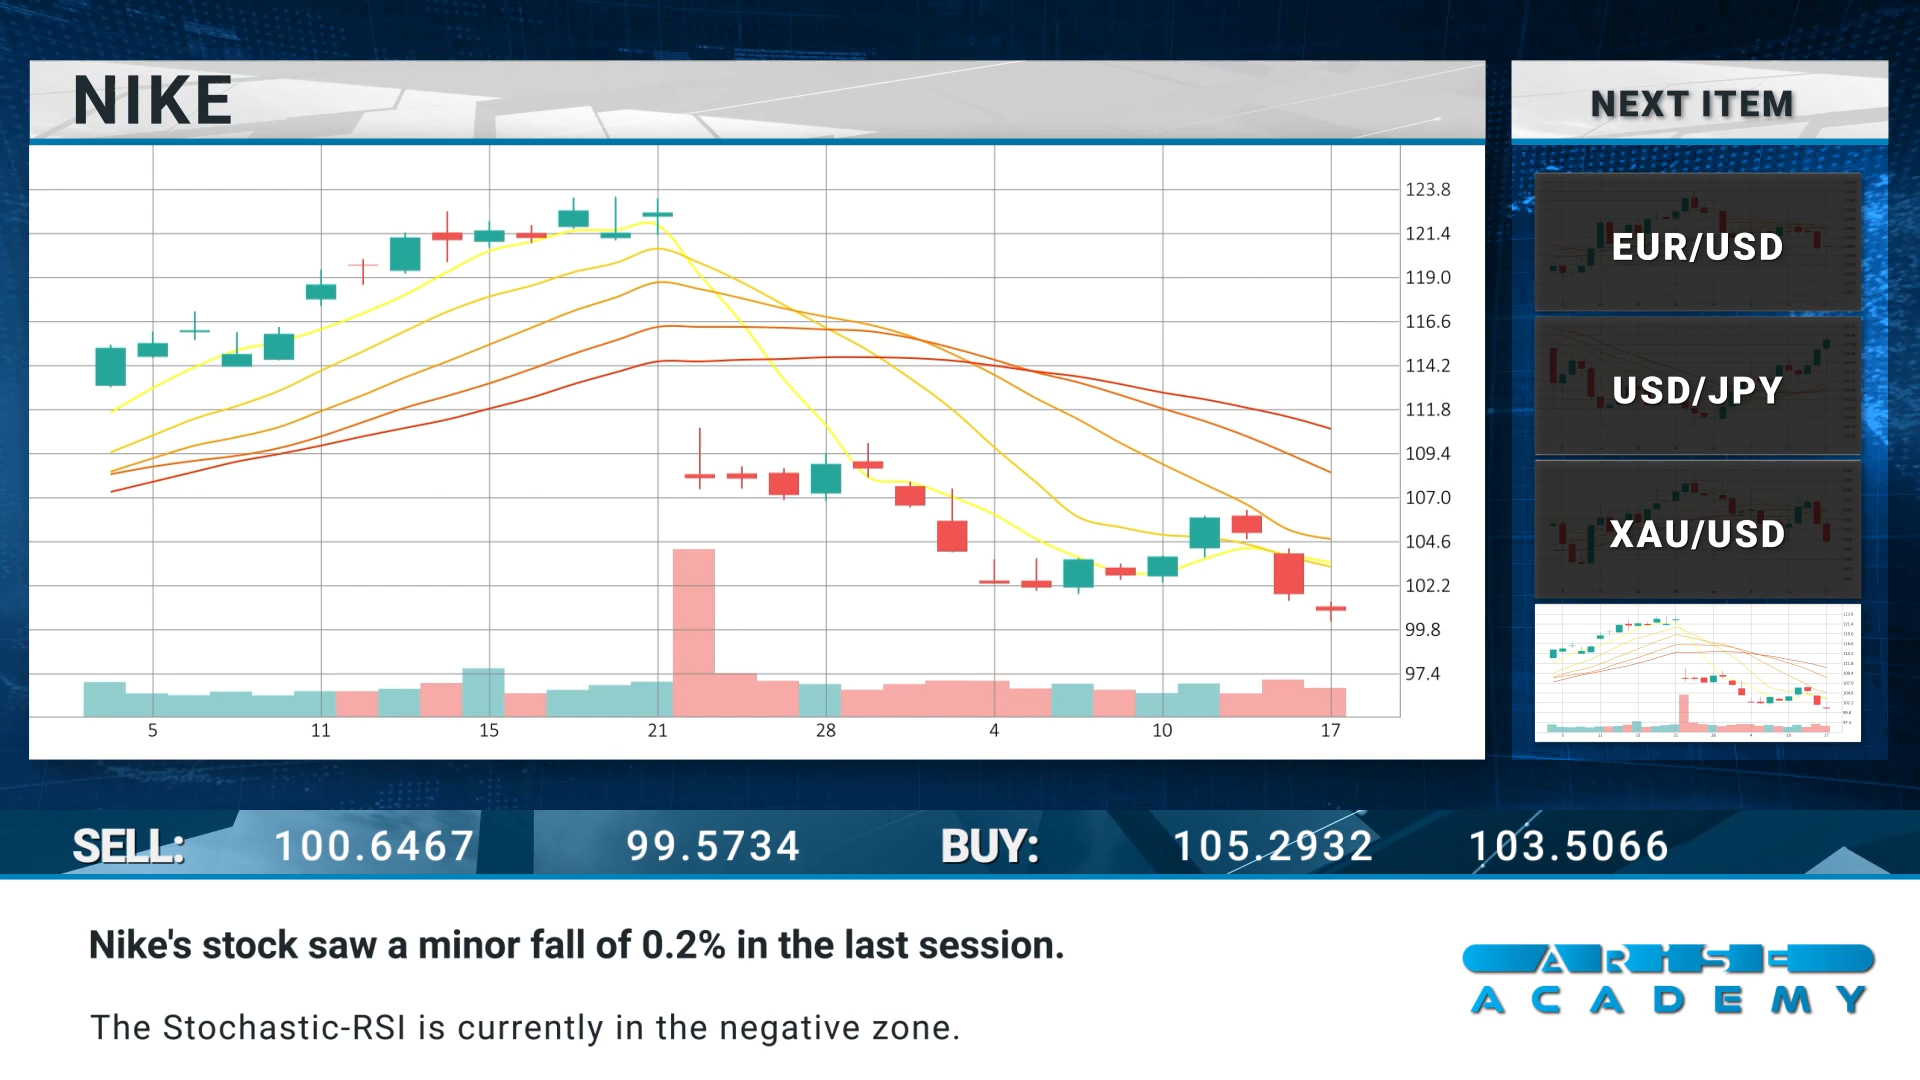 NIKE
NEXT ITEM
123.8
121.4
119.0
116.6
114.2
111.8
109.4
107.0
104.6
102.2
99.8
97.4
5 11 15 21 28 4 10 17
EUR/USD
USD/JPY
XAU/USD
SELL: 100.6467 99.5734 BUY: 105.2932 103.5066
Nike's stock saw a minor fall of 0.2% in the last session.
The Stochastic-RSI is currently in the negative zone.
ARISE
ACADEMY